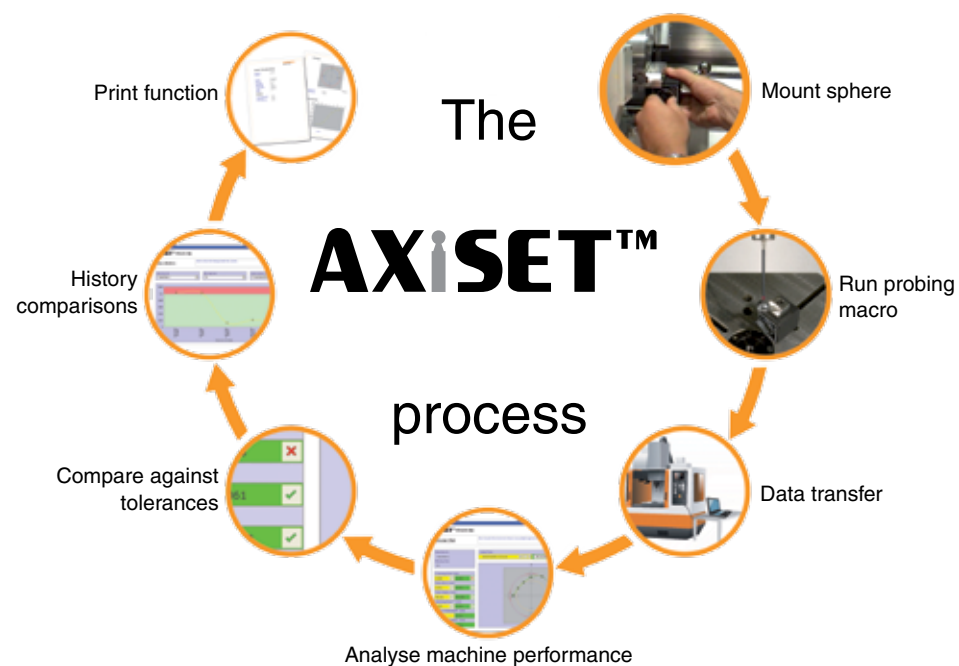 The
AXiSET™
process
Mount sphere
Run probing
macro
Data transfer
Analyse machine performance
Compare against
tolerances
History
comparisons
Print function